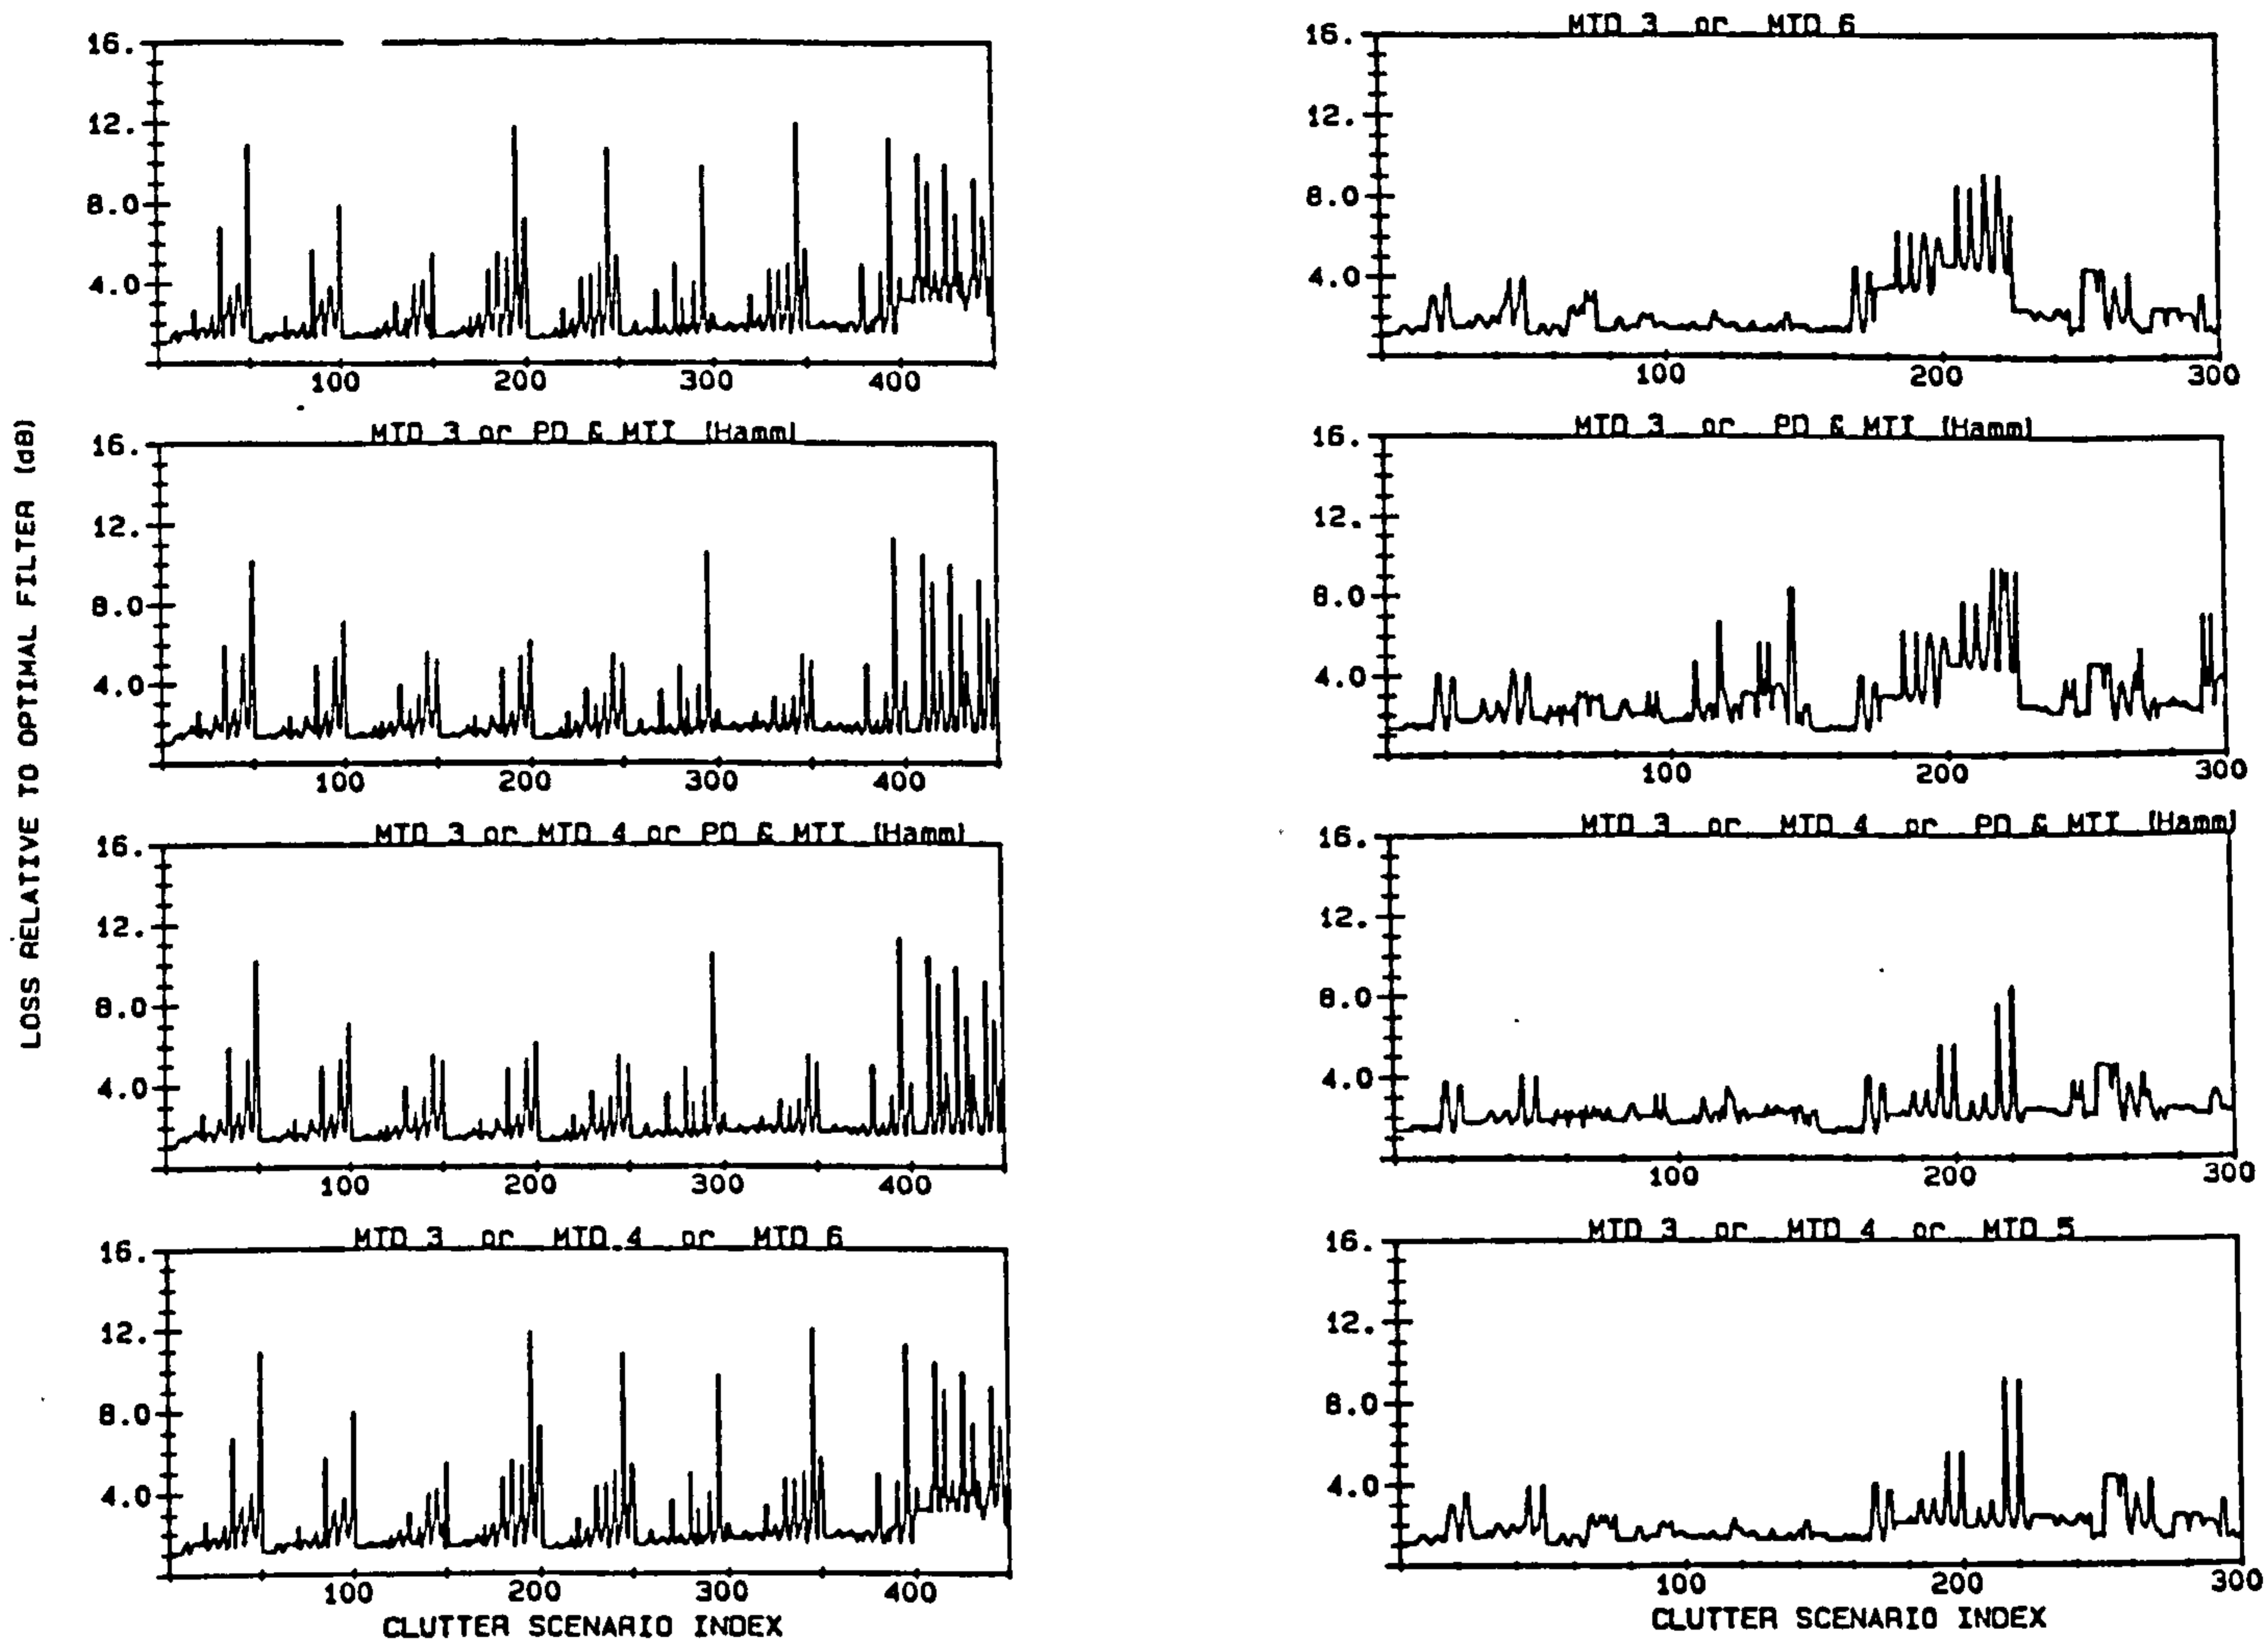 LOSS RELATIVE TO OPTIMAL FILTER (dB)
16.
12.
8.0
4.0
100 200 300 400
MTD 3 or PD & MTI (Hamm)
16.
12.
8.0
4.0
100 200 300 400
MTD 3 or MTD 4 or PD & MTI (Hamm)
16.
12.
8.0
4.0
100 200 300 400
MTD 3 or MTD 4 or MTD 6
16.
12.
8.0
4.0
100 200 300 400
CLUTTER SCENARIO INDEX
MTD 3 or MTD 6
16.
12.
8.0
4.0
100 200 300
MTD 3 or PD & MTI (Hamm)
16.
12.
8.0
4.0
100 200 300
MTD 3 or MTD 4 or PD & MTI (Hamm)
16.
12.
8.0
4.0
100 200 300
MTD 3 or MTD 4 or MTD 5
16.
12.
8.0
4.0
100 200 300
CLUTTER SCENARIO INDEX